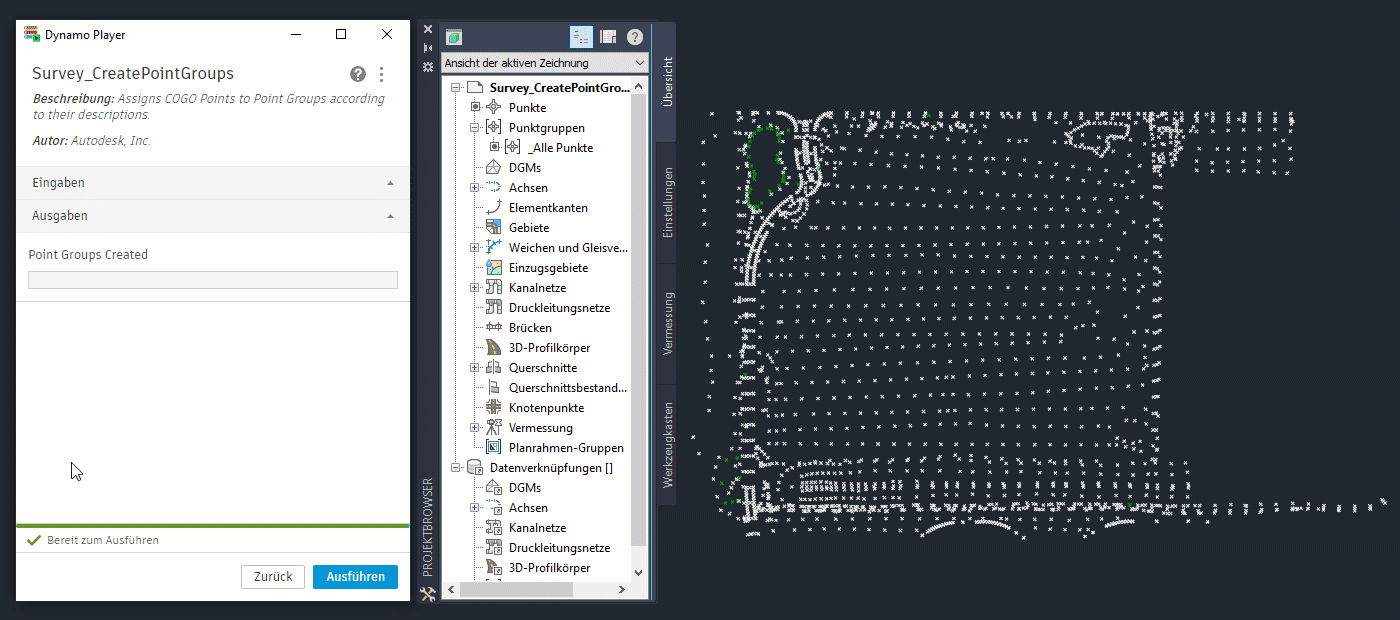 Dynamo Player
Survey_CreatePointGroups
Beschreibung: Assigns COGO Points to Point Groups according
to their descriptions.
Autor: Autodesk, Inc.
Eingaben
Ausgaben
Point Groups Created
Bereit zum Ausführen
Zurück
Ausführen
PROJEKTBROWSER
Ansicht der aktiven Zeichnung
Survey_CreatePointGro...
Punkte
Punktgruppen
_Alle Punkte
DGMs
Achsen
Elementkanten
Gebiete
Weichen und Gleisve...
Einzugsgebiete
Kanalnetze
Druckleitungsnetze
Brücken
3D-Profilkörper
Querschnitte
Querschnittsbestand...
Knotenpunkte
Vermessung
Planrahmen-Gruppen
Datenverknüpfungen []
DGMs
Achsen
Kanalnetze
Druckleitungsnetze
3D-Profilkörper
Übersicht
Einstellungen
Vermessung
Werkzeugkasten